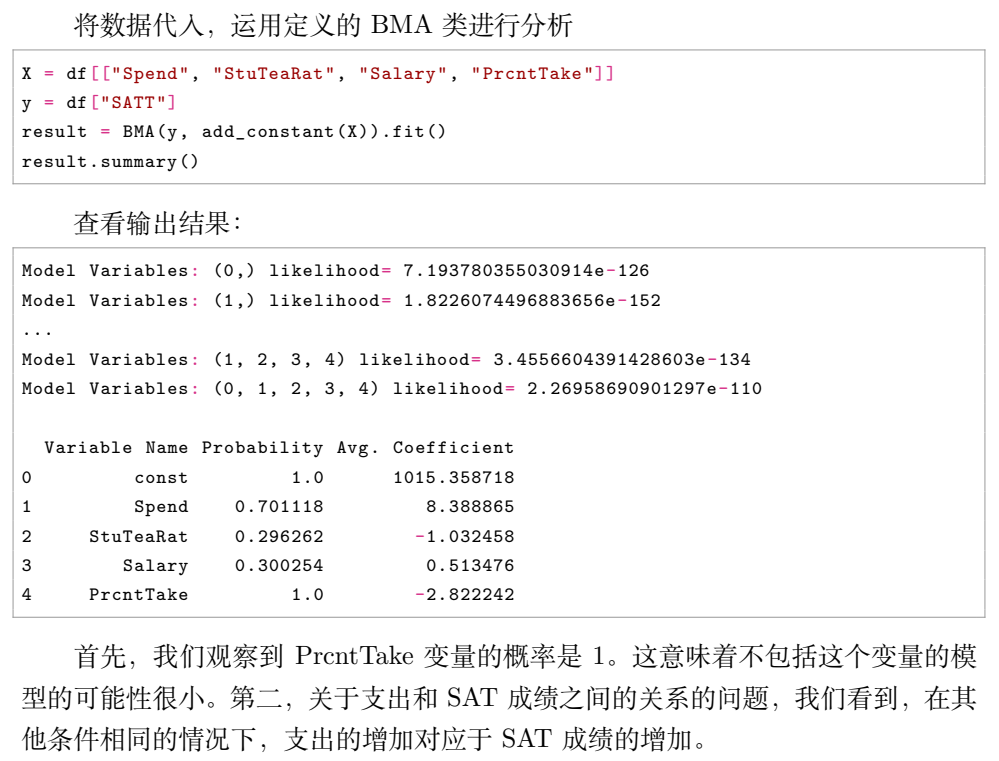 将数据代入，运用定义的 BMA 类进行分析
X = df[["Spend", "StuTeaRat", "Salary", "PrcntTake"]]
y = df["SATT"]
result = BMA(y, add_constant(X)).fit()
result.summary()
查看输出结果：
Model Variables: (0,) likelihood= 7.193780355030914e-126
Model Variables: (1,) likelihood= 1.8226074496883656e-152
...
Model Variables: (1, 2, 3, 4) likelihood= 3.4556604391428603e-134
Model Variables: (0, 1, 2, 3, 4) likelihood= 2.26958690901297e-110
Variable Name Probability Avg. Coefficient
0 const 1.0 1015.358718
1 Spend 0.701118 8.388865
2 StuTeaRat 0.296262 -1.032458
3 Salary 0.300254 0.513476
4 PrcntTake 1.0 -2.822242
首先，我们观察到 PrcntTake 变量的概率是 1。这意味着不包括这个变量的模
型的可能性很小。第二，关于支出和 SAT 成绩之间的关系的问题，我们看到，在其
他条件相同的情况下，支出的增加对应于 SAT 成绩的增加。